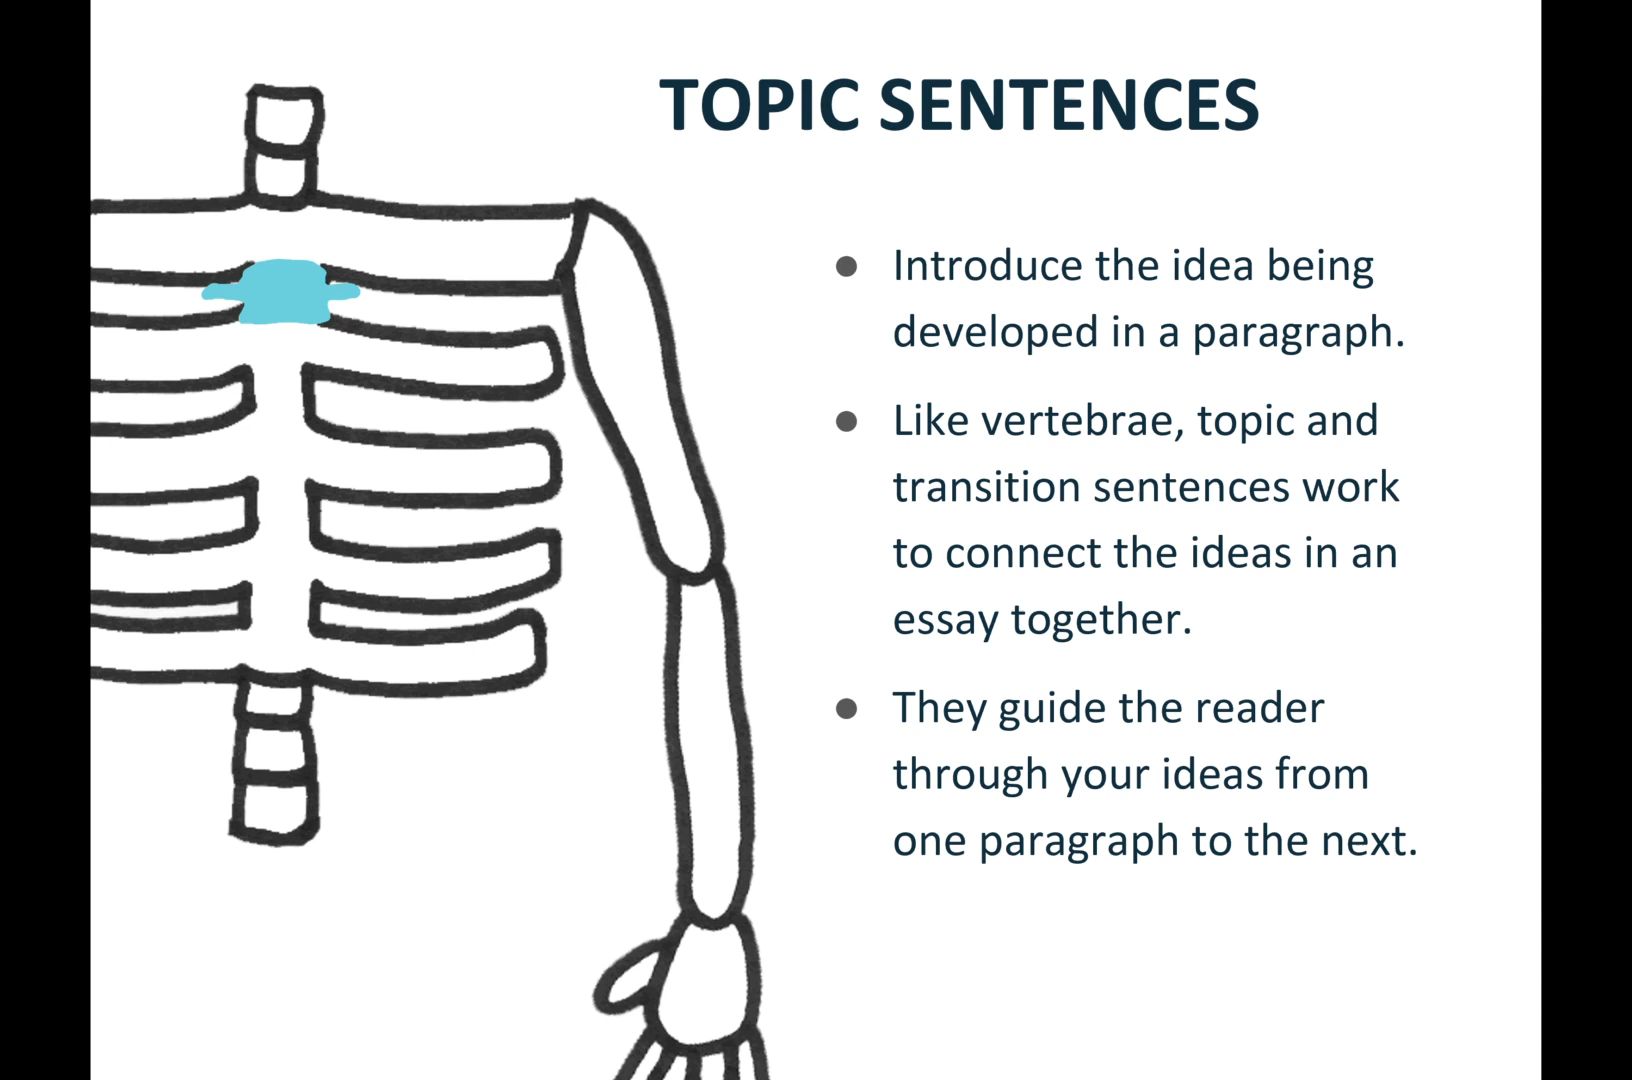 TOPIC SENTENCES
● Introduce the idea being
developed in a paragraph.
● Like vertebrae, topic and
transition sentences work
to connect the ideas in an
essay together.
● They guide the reader
through your ideas from
one paragraph to the next.